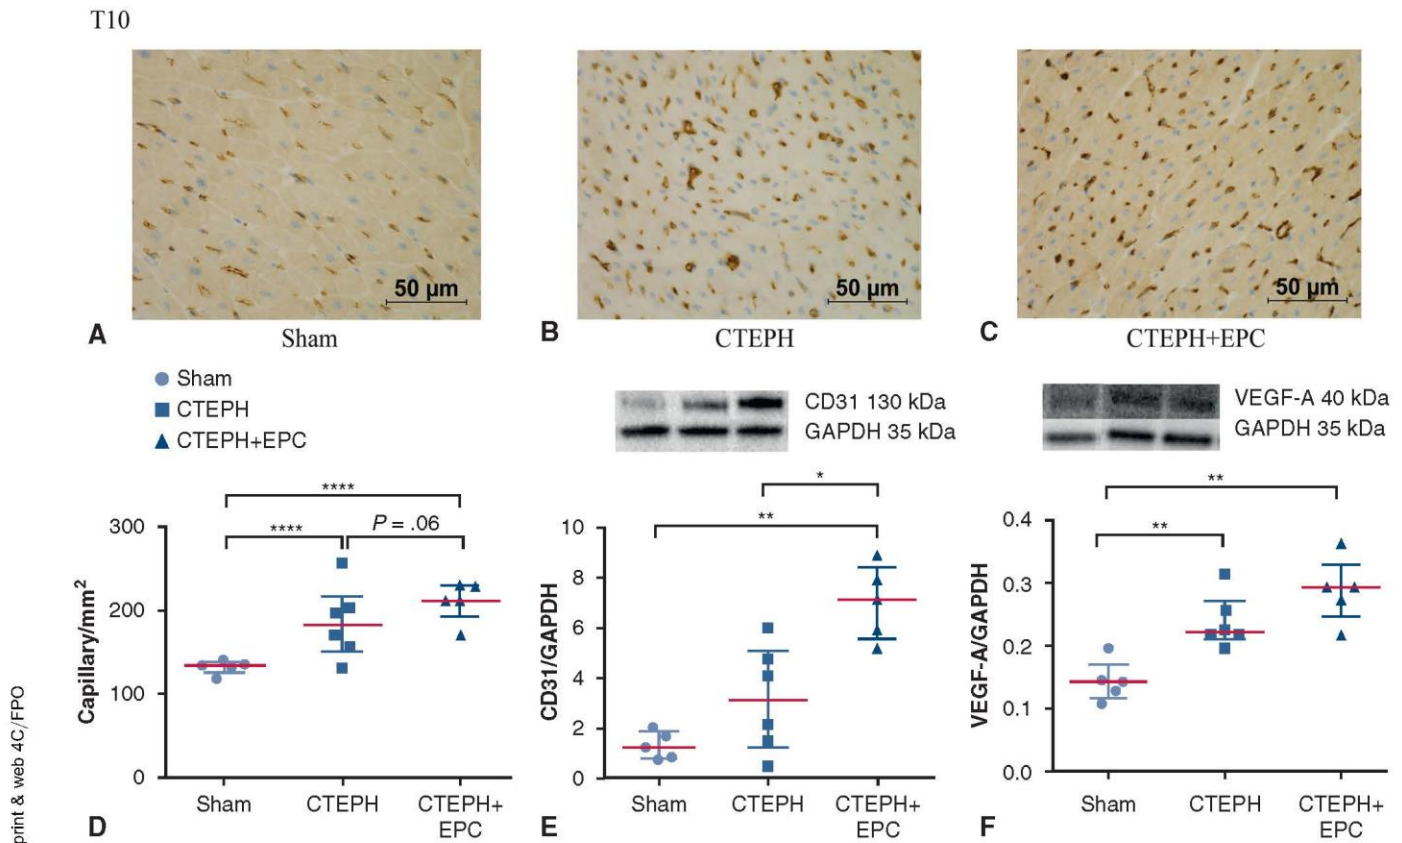 T10
50 µm
50 µm
50 µm
A
Sham
B
CTEPH
C
CTEPH+EPC
Sham
CTEPH
CTEPH+EPC
CD31 130 kDa
GAPDH 35 kDa
VEGF-A 40 kDa
GAPDH 35 kDa
****
****
P = .06
300
200
100
0
Capillary/mm2
Sham
CTEPH
CTEPH+
EPC
D
*
**
10
8
6
4
2
0
CD31/GAPDH
Sham
CTEPH
CTEPH+
EPC
E
**
**
0.4
0.3
0.2
0.1
0.0
VEGF-A/GAPDH
Sham
CTEPH
CTEPH+
EPC
F
print & web 4C/FPO